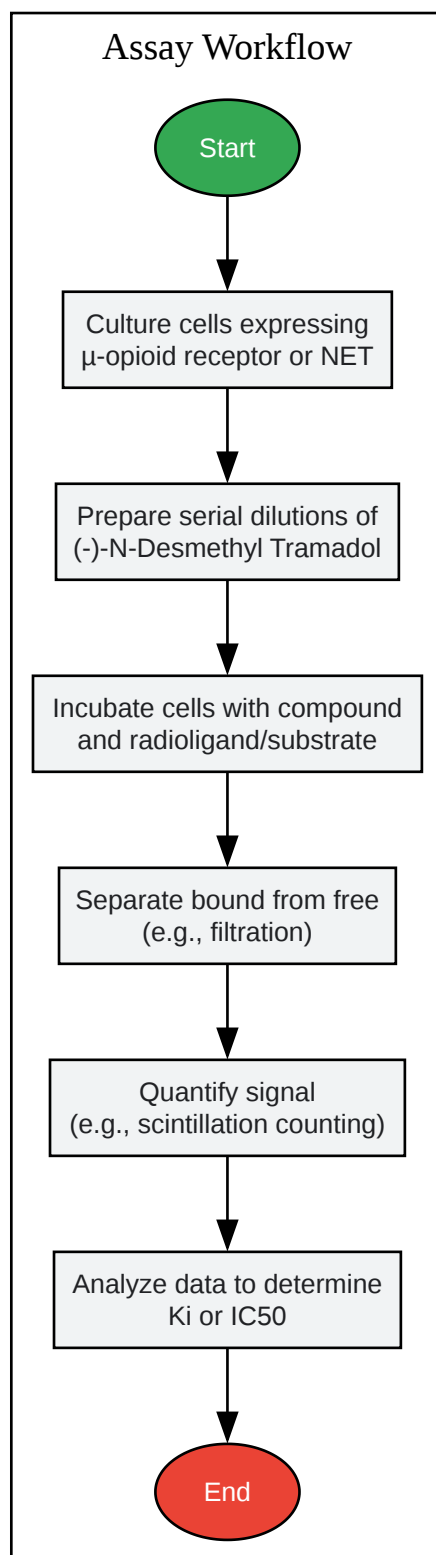 Assay Workflow
Start
Culture cells expressing
µ-opioid receptor or NET
Prepare serial dilutions of
(-)-N-Desmethyl Tramadol
Incubate cells with compound
and radioligand/substrate
Separate bound from free
(e.g., filtration)
Quantify signal
(e.g., scintillation counting)
Analyze data to determine
Ki or IC50
End